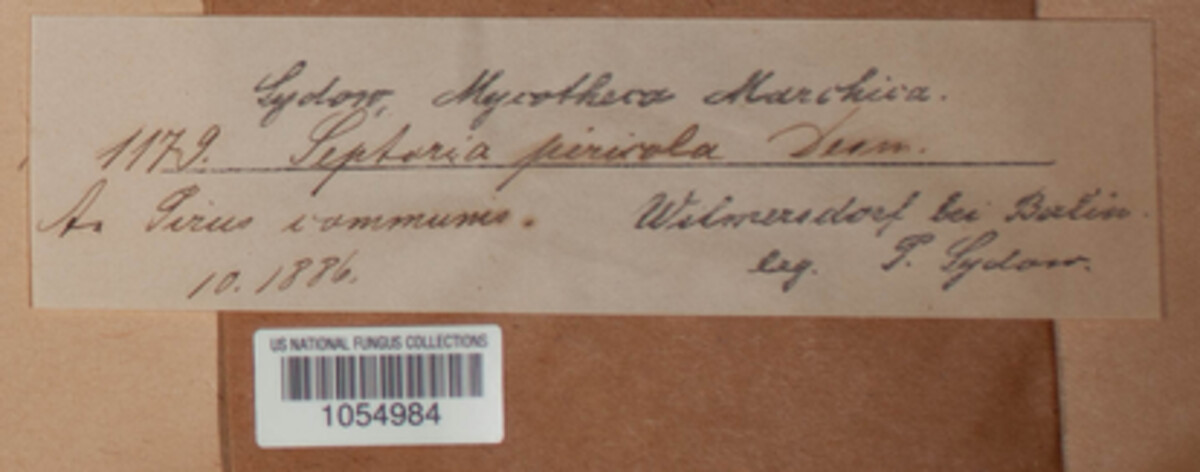 Sydow, Mycotheca Marchica.
1179. Septoria piricola Desm.
An Pirus communis. Wilmersdorf bei Berlin.
10. 1886. leg. P. Sydow.
US NATIONAL FUNGUS COLLECTIONS
1054984